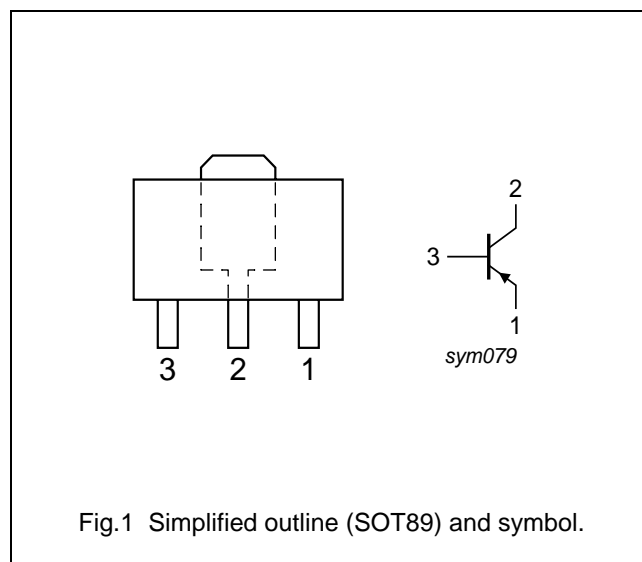 2
3
1
sym079
3 2 1
Fig.1 Simplified outline (SOT89) and symbol.